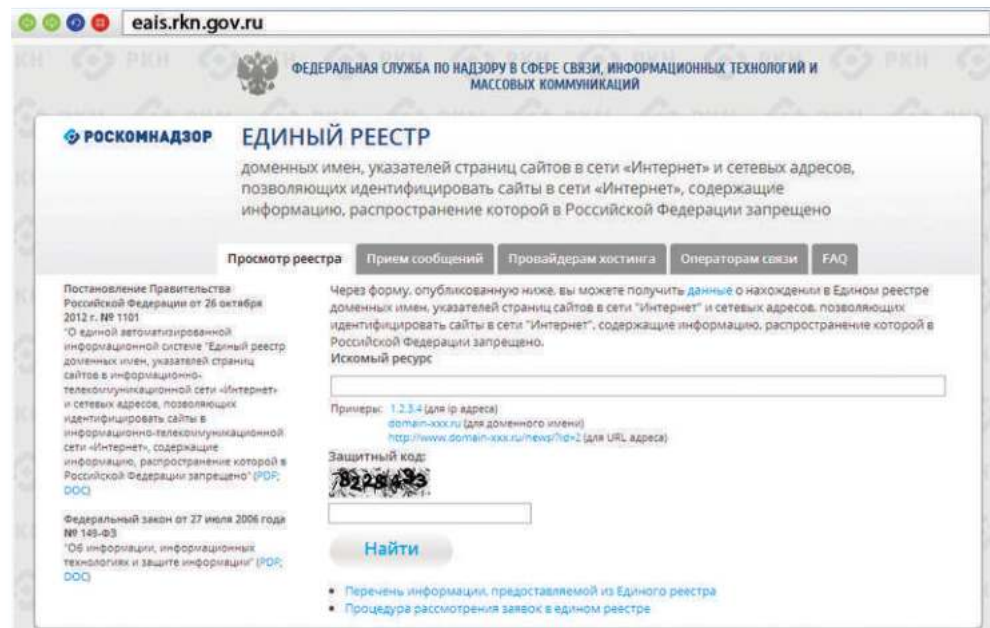 eais.rkn.gov.ru
ФЕДЕРАЛЬНАЯ СЛУЖБА ПО НАДЗОРУ В СФЕРЕ СВЯЗИ, ИНФОРМАЦИОННЫХ ТЕХНОЛОГИЙ И
МАССОВЫХ КОММУНИКАЦИЙ
РОСКОМНАДЗОР
ЕДИНЫЙ РЕЕСТР
доменных имен, указателей страниц сайтов в сети «Интернет» и сетевых адресов,
позволяющих идентифицировать сайты в сети «Интернет», содержащие
информацию, распространение которой в Российской Федерации запрещено
Просмотр реестра Прием сообщений Провайдерам хостинга Операторам связи FAQ
Постановление Правительства
Российской Федерации от 26 октября
2012 г. № 1101
"О единой автоматизированной
информационной системе "Единый реестр
доменных имен, указателей страниц
сайтов в информационно-
телекоммуникационной сети «Интернет»
и сетевых адресов, позволяющих
идентифицировать сайты в
информационно-телекоммуникационной
сети «Интернет», содержащие
информацию, распространение которой в
Российской Федерации запрещено" (PDF;
DOC)
Федеральный закон от 27 июля 2006 года
№ 149-ФЗ
"Об информации, информационных
технологиях и защите информации" (PDF;
DOC)
Через форму, опубликованную ниже, вы можете получить данные о нахождении в Едином реестре
доменных имен, указателей страниц сайтов в сети "Интернет" и сетевых адресов, позволяющих
идентифицировать сайты в сети "Интернет", содержащие информацию, распространение которой в
Российской Федерации запрещено.
Искомый ресурс
Примеры: 1.2.3.4 (для ip адреса)
domain-xxx.ru (для доменного имени)
http://www.domain-xxx.ru/news/?id=2 (для URL адреса)
Защитный код:
Найти
Перечень информации, предоставляемой из Единого реестра
Процедура рассмотрения заявок в едином реестре